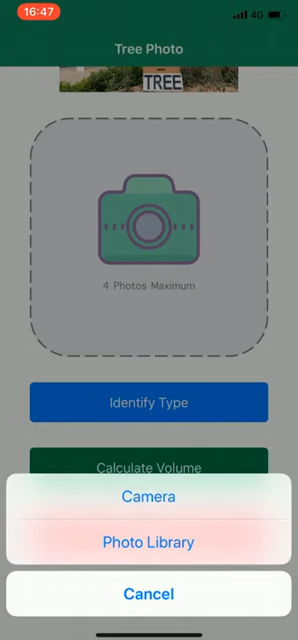 16:47
4G
Tree Photo
TREE
4 Photos Maximum
Identify Type
Calculate Volume
Camera
Photo Library
Cancel